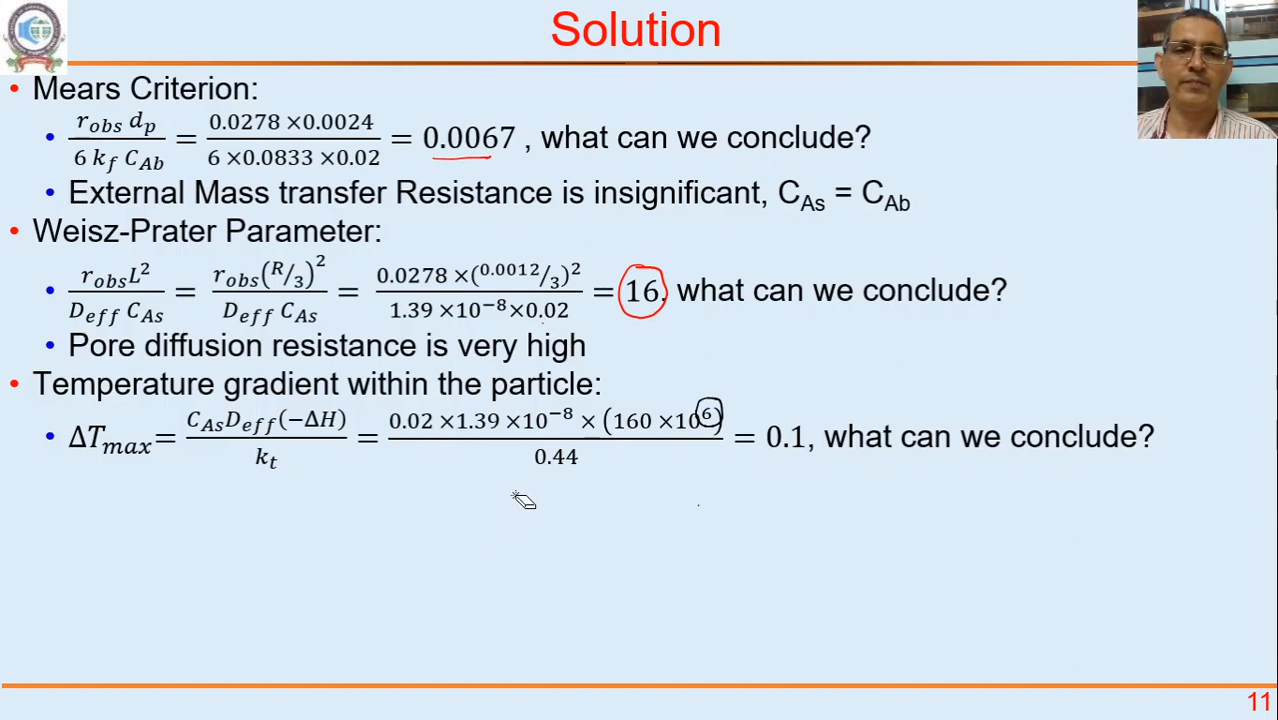 Solution
• Mears Criterion:
• r_obs d_p / 6 k_f C_Ab = 0.0278 ×0.0024 / 6 ×0.0833 ×0.02 = 0.0067 , what can we conclude?
• External Mass transfer Resistance is insignificant, C_As = C_Ab
• Weisz-Prater Parameter:
• r_obs L² / D_eff C_As = r_obs (R/3)² / D_eff C_As = 0.0278 ×(0.0012/3)² / 1.39 ×10⁻⁸×0.02 = 16, what can we conclude?
• Pore diffusion resistance is very high
• Temperature gradient within the particle:
• ΔT_max= C_As D_eff (−ΔH) / k_t = 0.02 ×1.39 ×10⁻⁸ × (160 ×10⁶) / 0.44 = 0.1, what can we conclude?
11